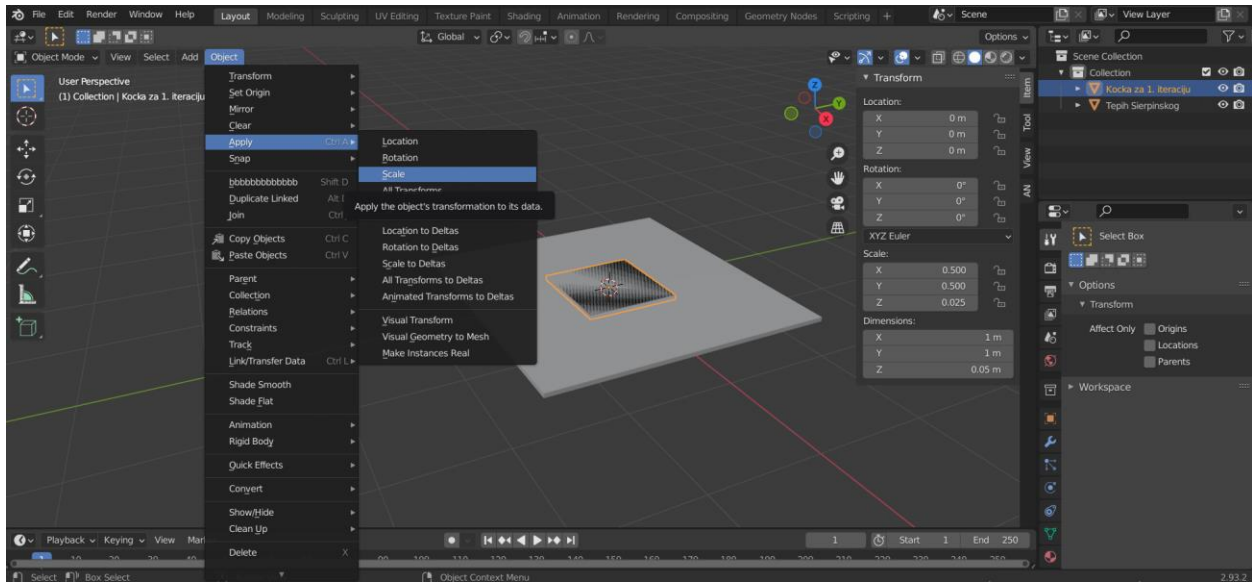 File Edit Render Window Help Layout Modeling Sculpting UV Editing Texture Paint Shading Animation Rendering Compositing Geometry Nodes Scripting + Scene View Layer
Global Options
Object Mode View Select Add Object
User Perspective
(1) Collection | Kocka za 1. iteraciju
Transform
Set Origin
Mirror
Clear
Apply Ctrl A
Snap
bbbbbbbbbbbbb Shift D
Duplicate Linked Alt
Join Ctrl
Copy Objects Ctrl C
Paste Objects Ctrl V
Parent
Collection
Relations
Constraints
Track
Link/Transfer Data Ctrl L
Shade Smooth
Shade Flat
Animation
Rigid Body
Quick Effects
Convert
Show/Hide
Clean Up
Delete X
Location
Rotation
Scale
All Transforms
Apply the object's transformation to its data.
Location to Deltas
Rotation to Deltas
Scale to Deltas
All Transforms to Deltas
Animated Transforms to Deltas
Visual Transform
Visual Geometry to Mesh
Make Instances Real
Z
Y
X
Transform
Location:
X 0 m
Y 0 m
Z 0 m
Rotation:
X 0°
Y 0°
Z 0°
XYZ Euler
Scale:
X 0.500
Y 0.500
Z 0.025
Dimensions:
X 1 m
Y 1 m
Z 0.05 m
Item
Tool
View
AN
Scene Collection
Collection
Kocka za 1. iteraciju
Tepih Sierpinskog
Select Box
Options
Transform
Affect Only Origins
Locations
Parents
Workspace
Playback Keying View Mar
1 Start 1 End 250
Select Box Select Object Context Menu 2.93.2